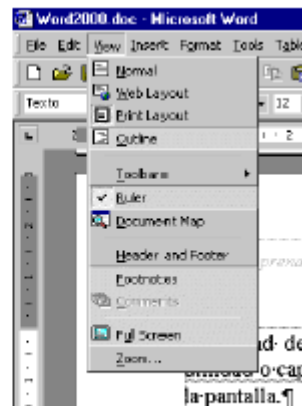 Word2000.doc - Microsoft Word
File Edit View Insert Format Tools Table
Normal
Web Layout
Print Layout
Outline
Toolbars
Ruler
Document Map
Header and Footer
Footnotes
Comments
Full Screen
Zoom...
Texto
12
2
la·pantalla.¶